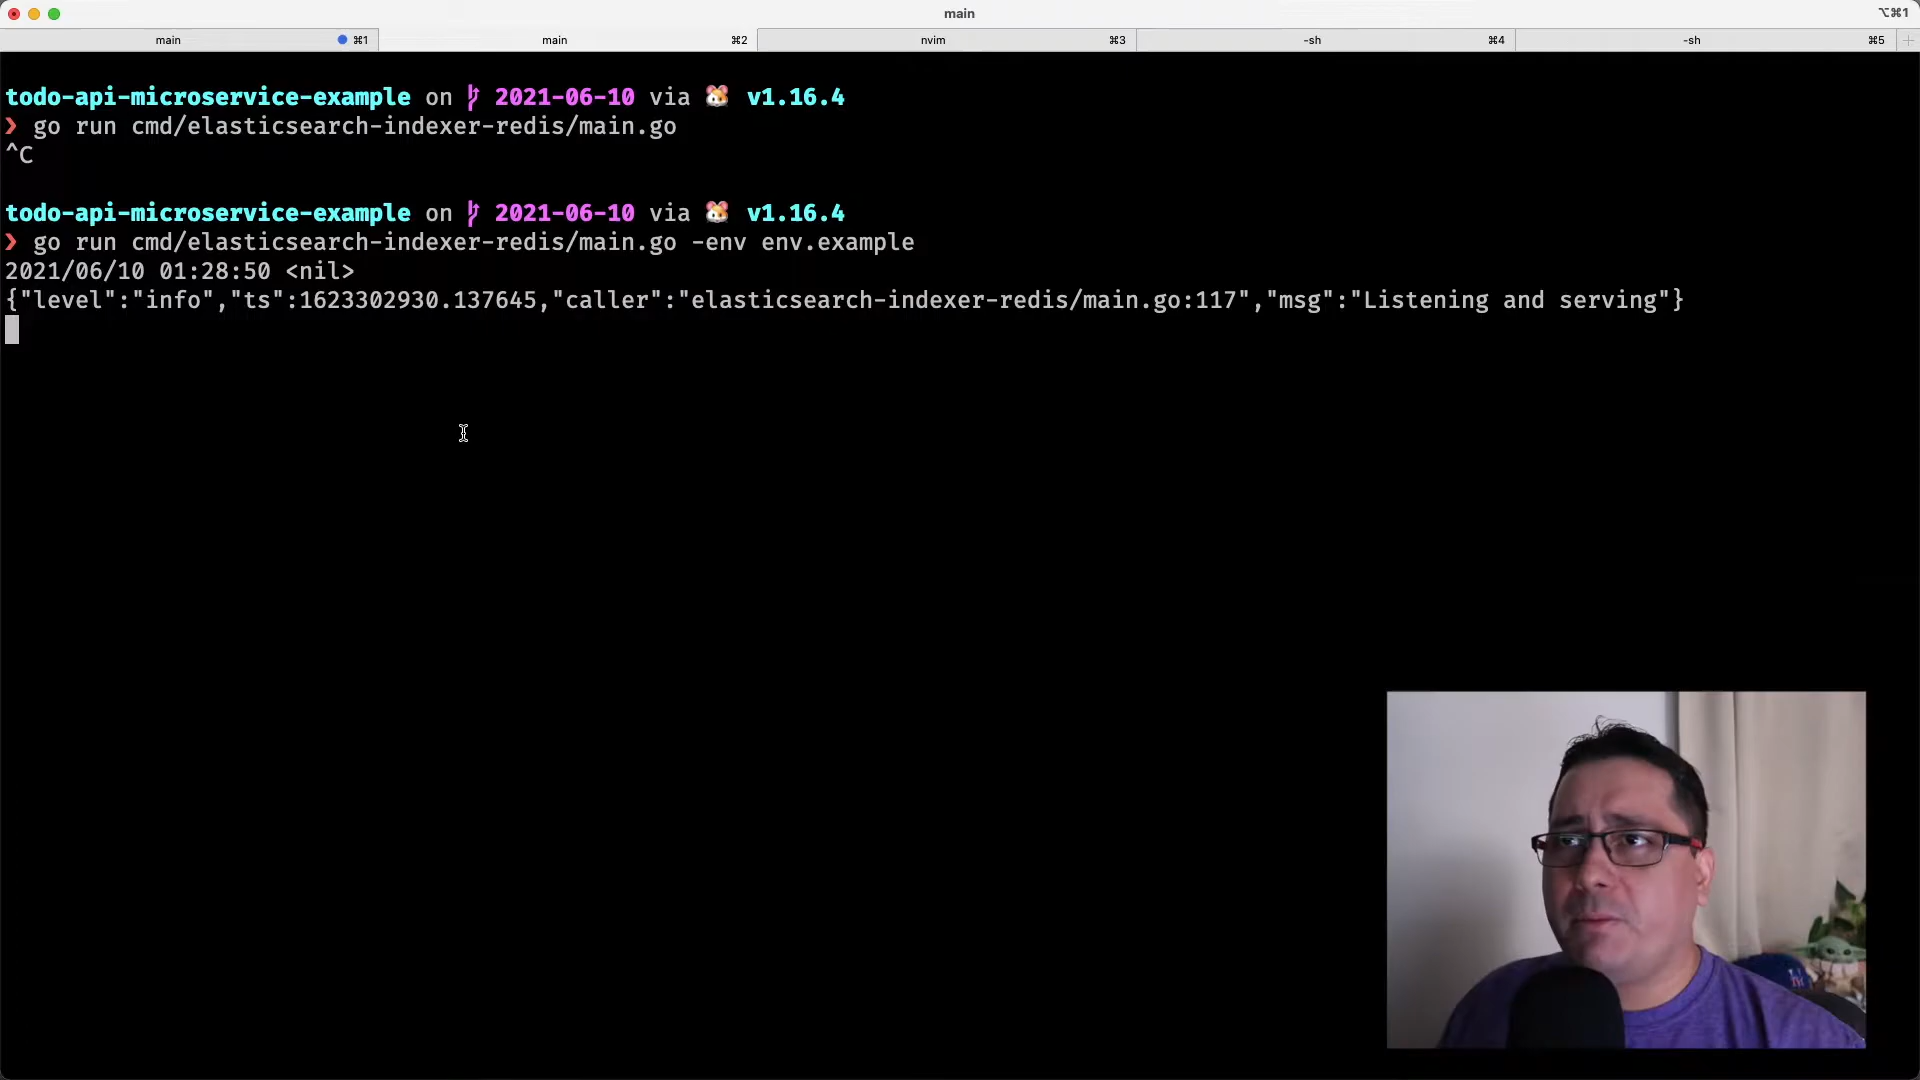 main
⌥⌘1
main ⌘1 main ⌘2 nvim ⌘3 -sh ⌘4 -sh ⌘5
todo-api-microservice-example on 2021-06-10 via 🐹 v1.16.4
❯ go run cmd/elasticsearch-indexer-redis/main.go
^C
todo-api-microservice-example on 2021-06-10 via 🐹 v1.16.4
❯ go run cmd/elasticsearch-indexer-redis/main.go -env env.example
2021/06/10 01:28:50 <nil>
{"level":"info","ts":1623302930.137645,"caller":"elasticsearch-indexer-redis/main.go:117","msg":"Listening and serving"}